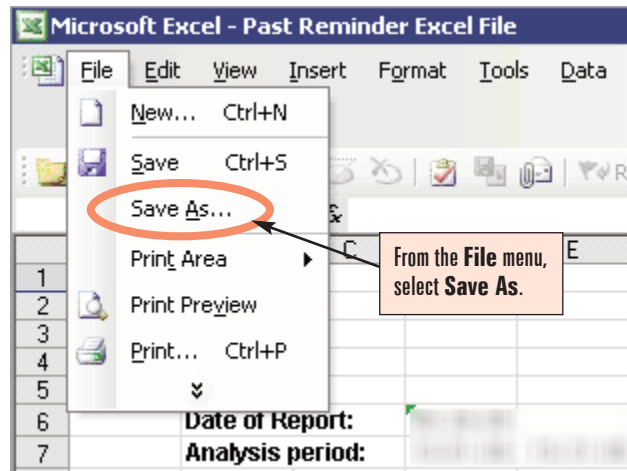 Microsoft Excel - Past Reminder Excel File
File Edit View Insert Format Tools Data
New... Ctrl+N
Save Ctrl+S
Save As...
Print Area
Print Preview
Print... Ctrl+P
C E
From the File menu,
select Save As.
1
2
3
4
5
6 Date of Report:
7 Analysis period: